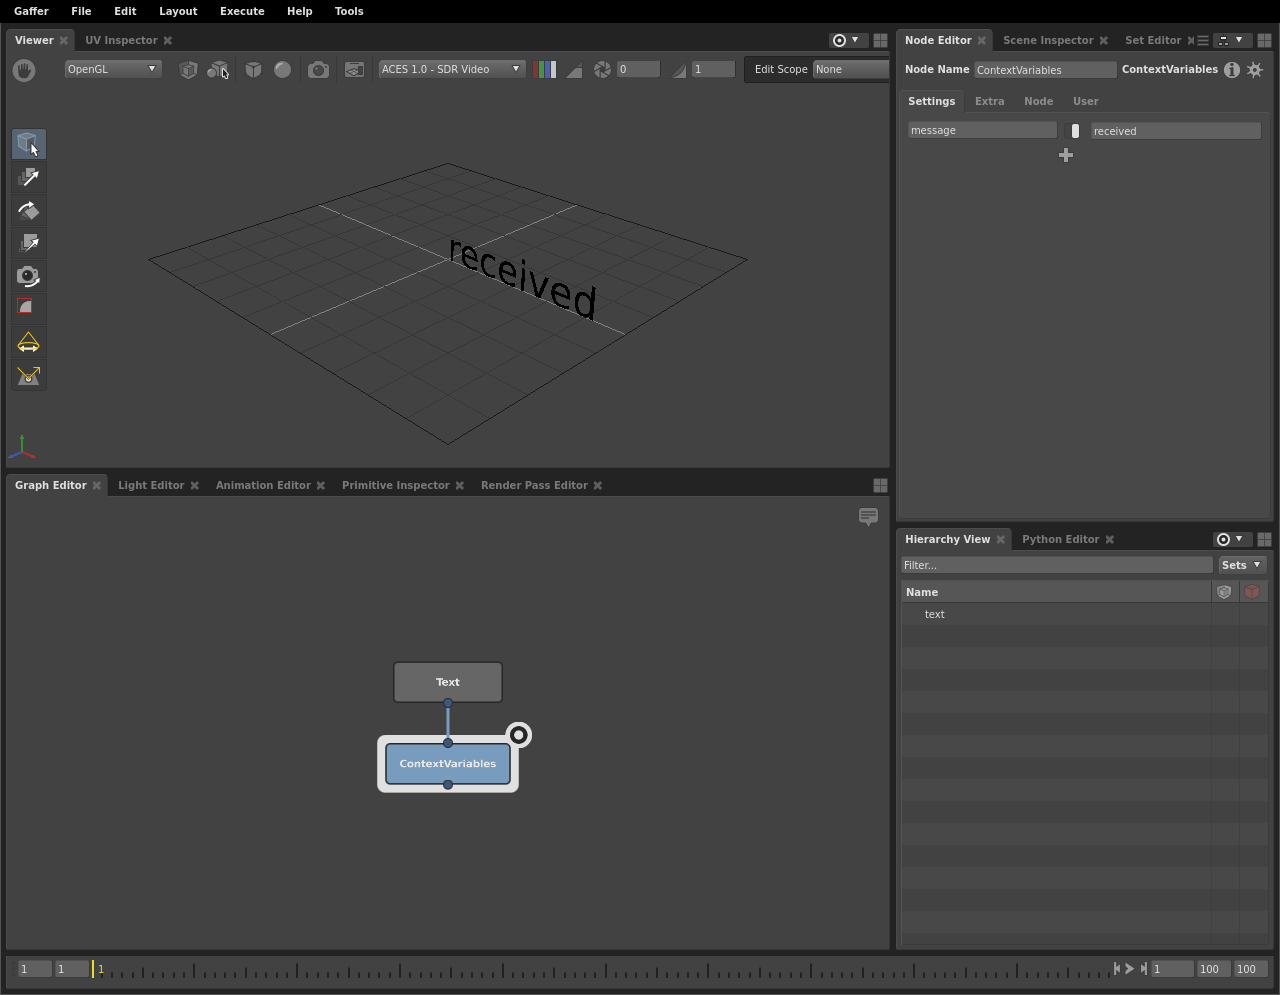 Gaffer File Edit Layout Execute Help Tools
Viewer UV Inspector
OpenGL ACES 1.0 - SDR Video 0 1 Edit Scope None
received
Node Editor Scene Inspector Set Editor
Node Name ContextVariables ContextVariables
Settings Extra Node User
message received
Graph Editor Light Editor Animation Editor Primitive Inspector Render Pass Editor
Text
ContextVariables
Hierarchy View Python Editor
Filter... Sets
Name
text
1 1 1 1 100 100